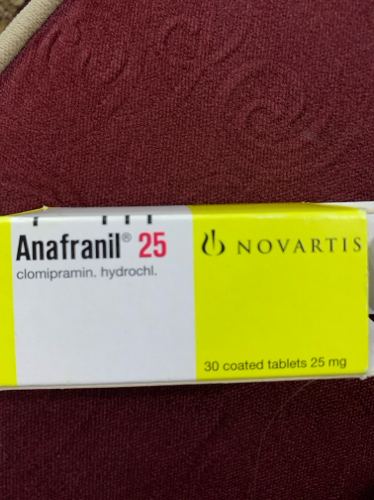 Anafranil® 25
clomipramin. hydrochl.
NOVARTIS
30 coated tablets 25 mg